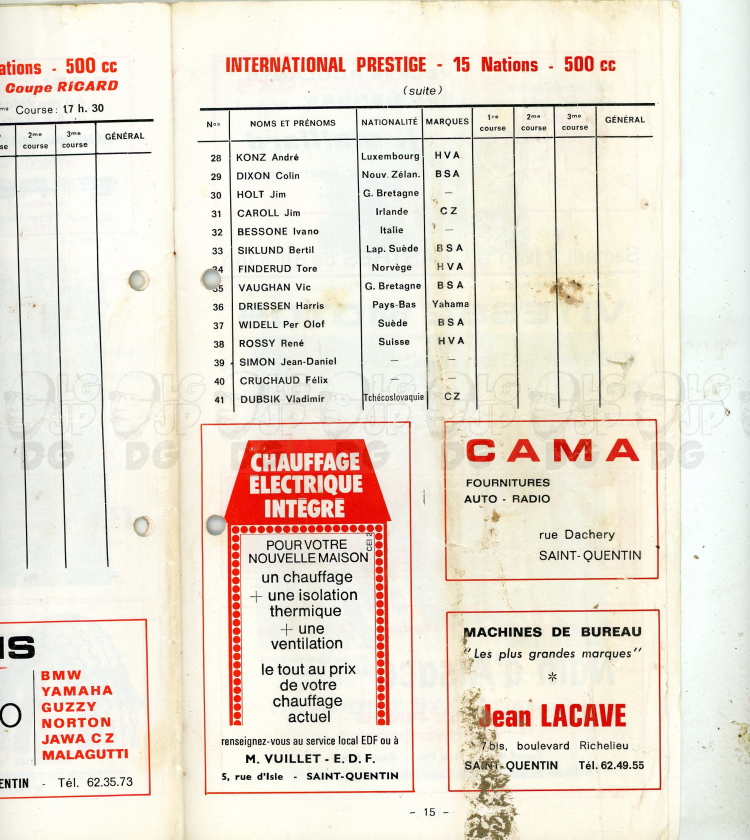 ations - 500 cc
Coupe RICARD
me Course : 17 h. 30
2me course 3me course GÉNÉRAL
IS
BMW
YAMAHA
GUZZY
NORTON
JAWA CZ
MALAGUTTI
ENTIN - Tél. 62.35.73
INTERNATIONAL PRESTIGE - 15 Nations - 500 cc
(suite)
Nos NOMS ET PRÉNOMS NATIONALITÉ MARQUES 1re course 2me course 3me course GÉNÉRAL
28 KONZ André Luxembourg HVA
29 DIXON Colin Nouv. Zélan. BSA
30 HOLT Jim G. Bretagne —
31 CAROLL Jim Irlande CZ
32 BESSONE Ivano Italie —
33 SIKLUND Bertil Lap. Suède BSA
34 FINDERUD Tore Norvège HVA
35 VAUGHAN Vic G. Bretagne BSA
36 DRIESSEN Harris Pays-Bas Yahama
37 WIDELL Per Olof Suède BSA
38 ROSSY René Suisse HVA
39 SIMON Jean-Daniel — —
40 CRUCHAUD Félix — —
41 DUBSIK Vladimir Tchécoslovaquie CZ
CHAUFFAGE
ELECTRIQUE
INTÉGRÉ
POUR VOTRE
NOUVELLE MAISON
CEI 2
un chauffage
+ une isolation
thermique
+ une
ventilation
le tout au prix
de votre
chauffage
actuel
renseignez-vous au service local EDF ou à
M. VUILLET - E. D. F.
5, rue d'Isle - SAINT-QUENTIN
CAMA
FOURNITURES
AUTO - RADIO
rue Dachery
SAINT-QUENTIN
MACHINES DE BUREAU
"Les plus grandes marques"
*
Jean LACAVE
7 bis, boulevard Richelieu
SAINT-QUENTIN Tél. 62.49.55
- 15 -
LG JP DG